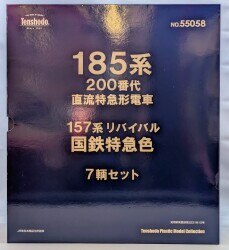 Tenshodo
NO.55058
185系
200番代
直流特急形電車
157系 リバイバル
国鉄特急色
7輌セット
Tenshodo Plastic Model Collection